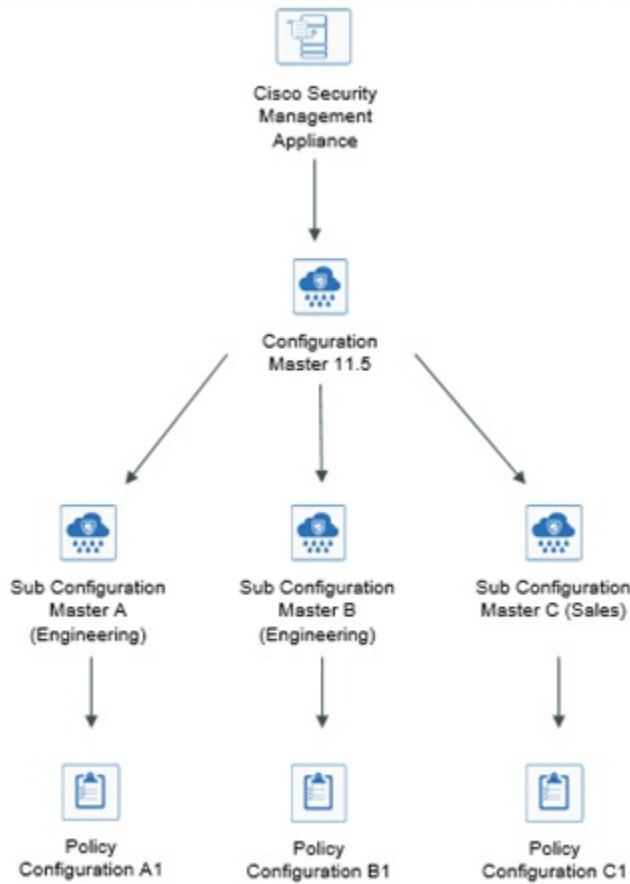 Cisco Security
Management
Appliance
Configuration
Master 11.5
Sub Configuration
Master A
(Engineering)
Sub Configuration
Master B
(Engineering)
Sub Configuration
Master C (Sales)
Policy
Configuration A1
Policy
Configuration B1
Policy
Configuration C1